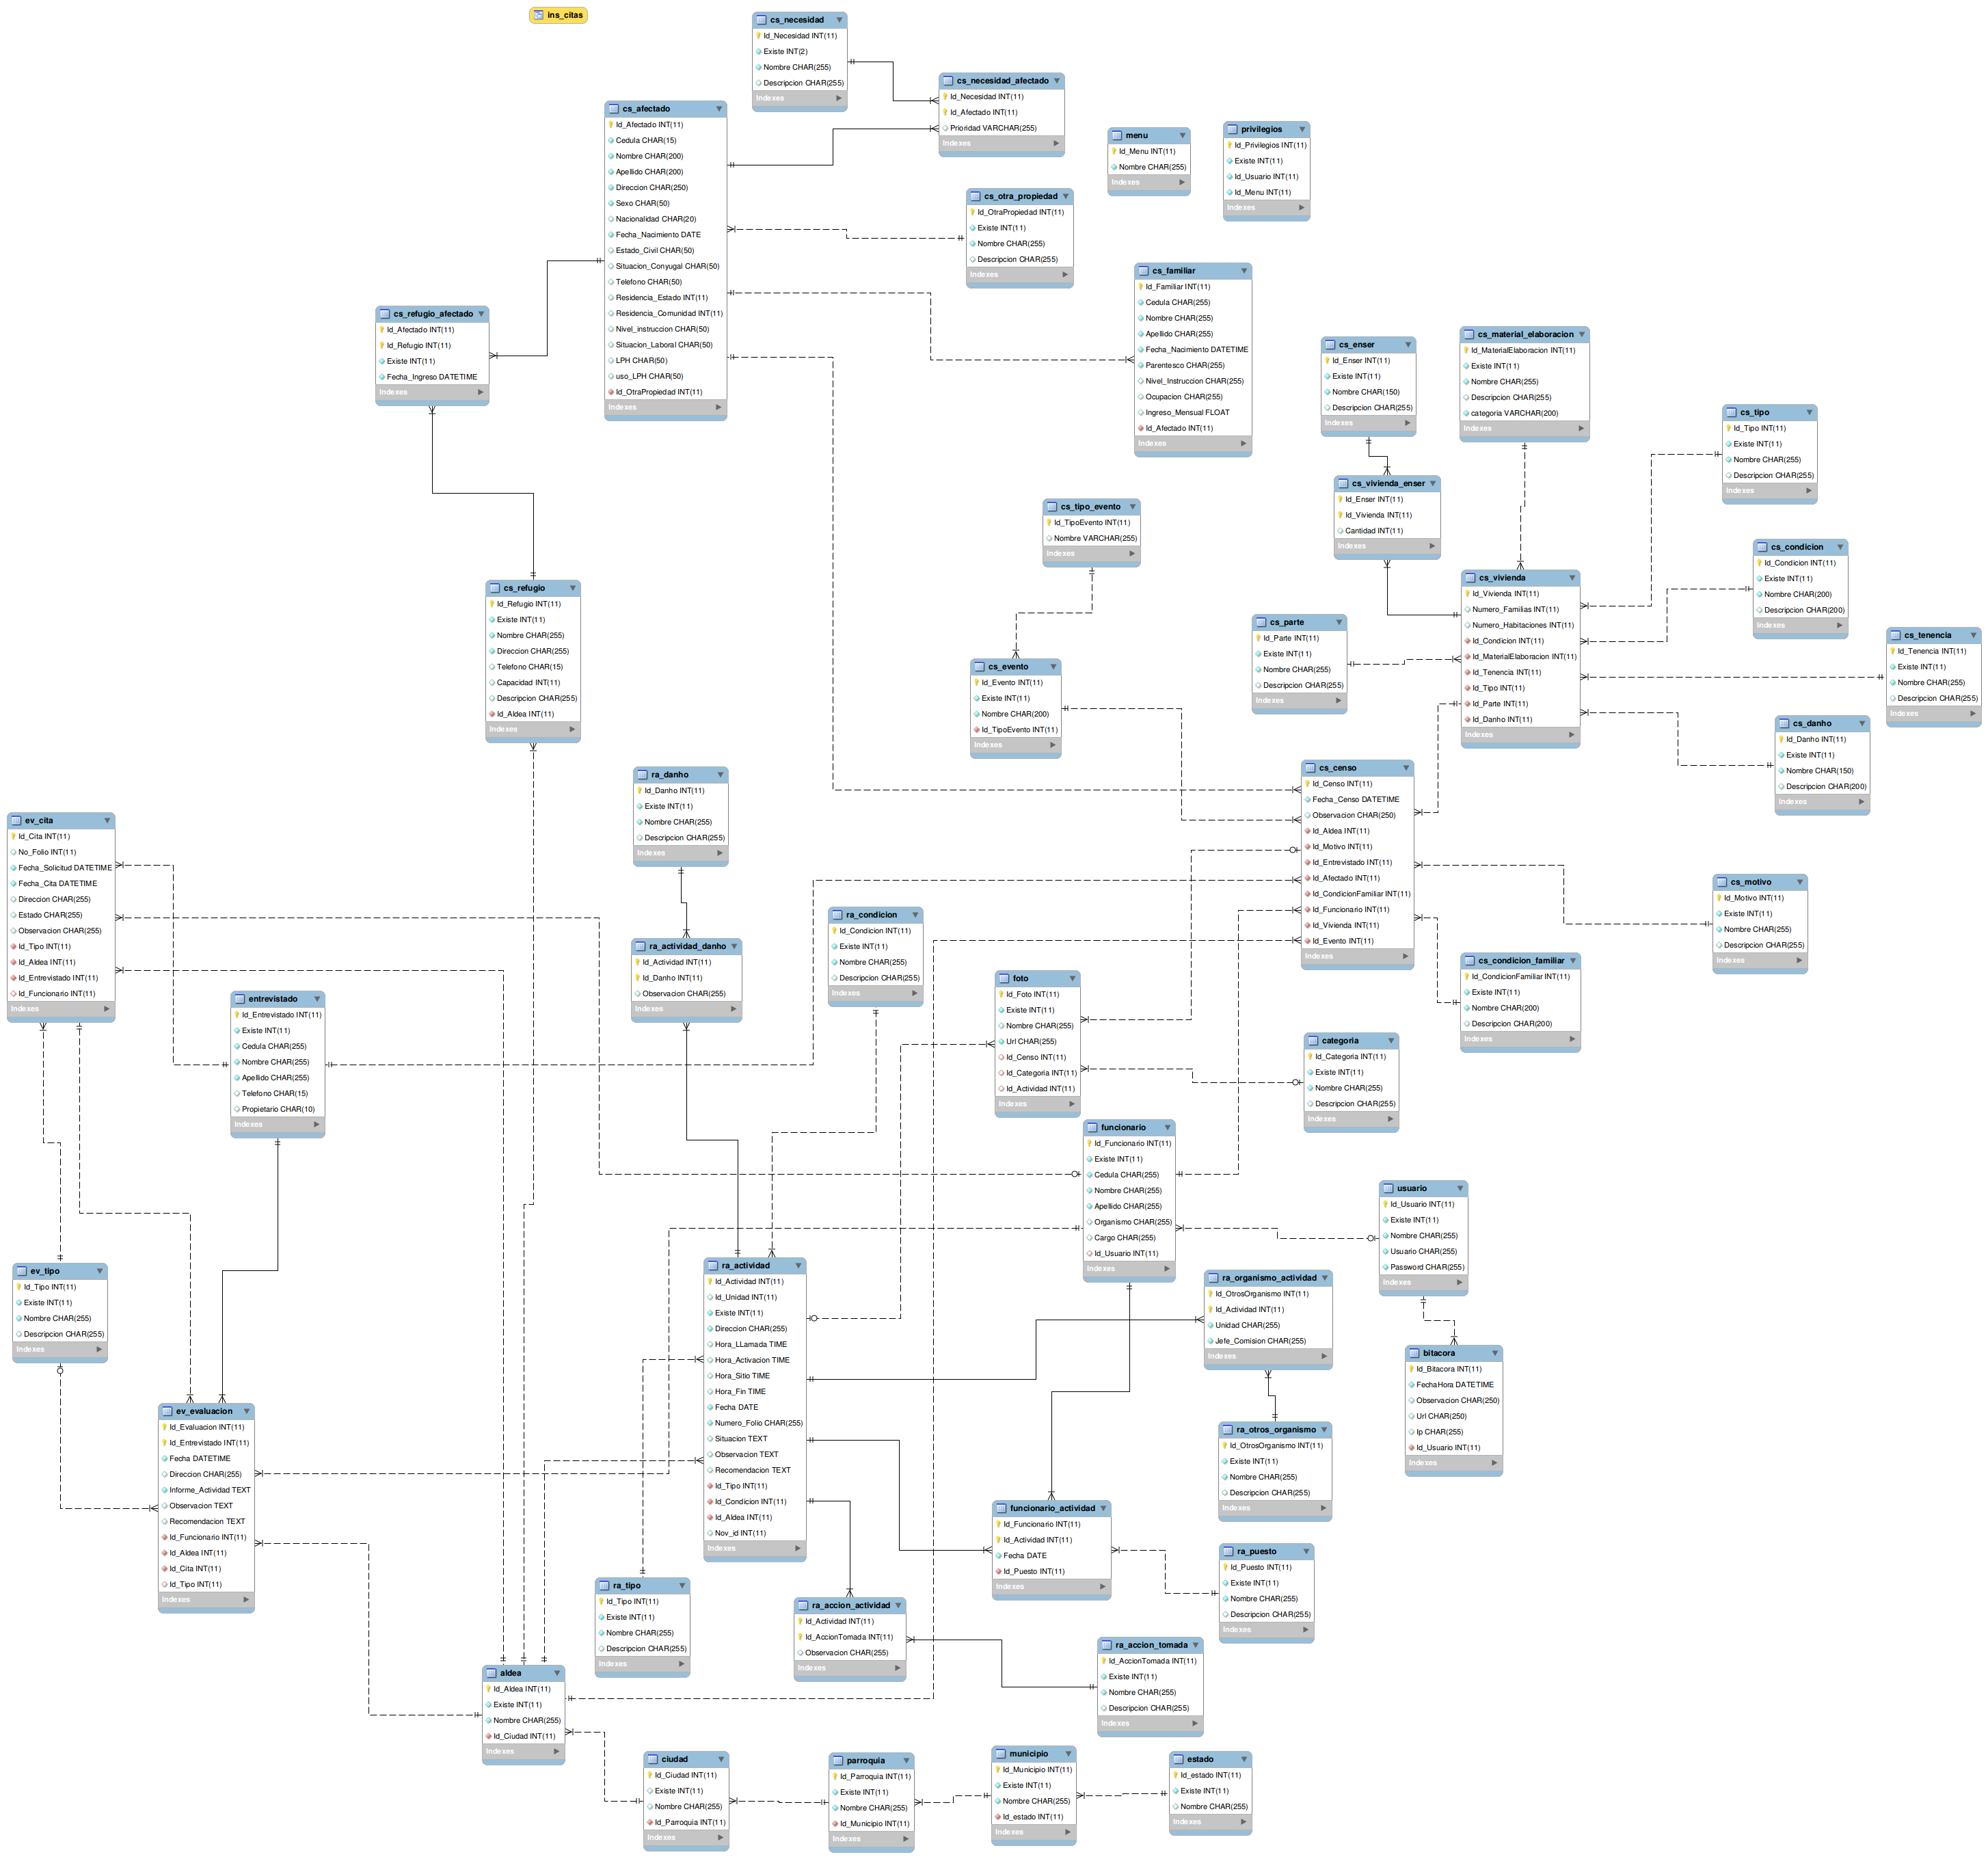 ins_citas
cs_necesidad
Id_Necesidad INT(11)
Existe INT(2)
Nombre CHAR(255)
Descripcion CHAR(255)
Indexes
cs_necesidad_afectado
Id_Necesidad INT(11)
Id_Afectado INT(11)
Prioridad VARCHAR(255)
Indexes
cs_afectado
Id_Afectado INT(11)
Cedula CHAR(15)
Nombre CHAR(200)
Apellido CHAR(200)
Direccion CHAR(250)
Sexo CHAR(50)
Nacionalidad CHAR(20)
Fecha_Nacimiento DATE
Estado_Civil CHAR(50)
Situacion_Conyugal CHAR(50)
Telefono CHAR(50)
Residencia_Estado INT(11)
Residencia_Comunidad INT(11)
Nivel_instruccion CHAR(50)
Situacion_Laboral CHAR(50)
LPH CHAR(50)
uso_LPH CHAR(50)
Id_OtraPropiedad INT(11)
Indexes
menu
Id_Menu INT(11)
Nombre CHAR(255)
Indexes
privilegios
Id_Privilegios INT(11)
Existe INT(11)
Id_Usuario INT(11)
Id_Menu INT(11)
Indexes
cs_otra_propiedad
Id_OtraPropiedad INT(11)
Existe INT(11)
Nombre CHAR(255)
Descripcion CHAR(255)
Indexes
cs_familiar
Id_Familiar INT(11)
Cedula CHAR(255)
Nombre CHAR(255)
Apellido CHAR(255)
Fecha_Nacimiento DATETIME
Parentesco CHAR(255)
Nivel_Instruccion CHAR(255)
Ocupacion CHAR(255)
Ingreso_Mensual FLOAT
Id_Afectado INT(11)
Indexes
cs_refugio_afectado
Id_Afectado INT(11)
Id_Refugio INT(11)
Existe INT(11)
Fecha_Ingreso DATETIME
Indexes
cs_enser
Id_Enser INT(11)
Existe INT(11)
Nombre CHAR(150)
Descripcion CHAR(255)
Indexes
cs_material_elaboracion
Id_MaterialElaboracion INT(11)
Existe INT(11)
Nombre CHAR(255)
Descripcion CHAR(255)
categoria VARCHAR(200)
Indexes
cs_tipo
Id_Tipo INT(11)
Existe INT(11)
Nombre CHAR(255)
Descripcion CHAR(255)
Indexes
cs_vivienda_enser
Id_Enser INT(11)
Id_Vivienda INT(11)
Cantidad INT(11)
Indexes
cs_tipo_evento
Id_TipoEvento INT(11)
Nombre VARCHAR(255)
Indexes
cs_condicion
Id_Condicion INT(11)
Existe INT(11)
Nombre CHAR(200)
Descripcion CHAR(200)
Indexes
cs_vivienda
Id_Vivienda INT(11)
Numero_Familias INT(11)
Numero_Habitaciones INT(11)
Id_Condicion INT(11)
Id_MaterialElaboracion INT(11)
Id_Tenencia INT(11)
Id_Tipo INT(11)
Id_Parte INT(11)
Id_Danho INT(11)
Indexes
cs_refugio
Id_Refugio INT(11)
Existe INT(11)
Nombre CHAR(255)
Direccion CHAR(255)
Telefono CHAR(15)
Capacidad INT(11)
Descripcion CHAR(255)
Id_Aldea INT(11)
Indexes
cs_parte
Id_Parte INT(11)
Existe INT(11)
Nombre CHAR(255)
Descripcion CHAR(255)
Indexes
cs_tenencia
Id_Tenencia INT(11)
Existe INT(11)
Nombre CHAR(255)
Descripcion CHAR(255)
Indexes
cs_evento
Id_Evento INT(11)
Existe INT(11)
Nombre CHAR(200)
Id_TipoEvento INT(11)
Indexes
cs_danho
Id_Danho INT(11)
Existe INT(11)
Nombre CHAR(150)
Descripcion CHAR(200)
Indexes
ra_danho
Id_Danho INT(11)
Existe INT(11)
Nombre CHAR(255)
Descripcion CHAR(255)
Indexes
cs_censo
Id_Censo INT(11)
Fecha_Censo DATETIME
Observacion CHAR(250)
Id_Aldea INT(11)
Id_Motivo INT(11)
Id_Entrevistado INT(11)
Id_Afectado INT(11)
Id_CondicionFamiliar INT(11)
Id_Funcionario INT(11)
Id_Vivienda INT(11)
Id_Evento INT(11)
Indexes
ev_cita
Id_Cita INT(11)
No_Folio INT(11)
Fecha_Solicitud DATETIME
Fecha_Cita DATETIME
Direccion CHAR(255)
Estado CHAR(255)
Observacion CHAR(255)
Id_Tipo INT(11)
Id_Aldea INT(11)
Id_Entrevistado INT(11)
Id_Funcionario INT(11)
Indexes
cs_motivo
Id_Motivo INT(11)
Existe INT(11)
Nombre CHAR(255)
Descripcion CHAR(255)
Indexes
ra_condicion
Id_Condicion INT(11)
Existe INT(11)
Nombre CHAR(255)
Descripcion CHAR(255)
Indexes
ra_actividad_danho
Id_Actividad INT(11)
Id_Danho INT(11)
Observacion CHAR(255)
Indexes
cs_condicion_familiar
Id_CondicionFamiliar INT(11)
Existe INT(11)
Nombre CHAR(200)
Descripcion CHAR(200)
Indexes
foto
Id_Foto INT(11)
Existe INT(11)
Nombre CHAR(255)
Url CHAR(255)
Id_Censo INT(11)
Id_Categoria INT(11)
Id_Actividad INT(11)
Indexes
entrevistado
Id_Entrevistado INT(11)
Existe INT(11)
Cedula CHAR(255)
Nombre CHAR(255)
Apellido CHAR(255)
Telefono CHAR(15)
Propietario CHAR(10)
Indexes
categoria
Id_Categoria INT(11)
Existe INT(11)
Nombre CHAR(255)
Descripcion CHAR(255)
Indexes
funcionario
Id_Funcionario INT(11)
Existe INT(11)
Cedula CHAR(255)
Nombre CHAR(255)
Apellido CHAR(255)
Organismo CHAR(255)
Cargo CHAR(255)
Id_Usuario INT(11)
Indexes
usuario
Id_Usuario INT(11)
Existe INT(11)
Nombre CHAR(255)
Usuario CHAR(255)
Password CHAR(255)
Indexes
ev_tipo
Id_Tipo INT(11)
Existe INT(11)
Nombre CHAR(255)
Descripcion CHAR(255)
Indexes
ra_actividad
Id_Actividad INT(11)
Id_Unidad INT(11)
Existe INT(11)
Direccion CHAR(255)
Hora_LLamada TIME
Hora_Activacion TIME
Hora_Sitio TIME
Hora_Fin TIME
Fecha DATE
Numero_Folio CHAR(255)
Situacion TEXT
Observacion TEXT
Recomendacion TEXT
Id_Tipo INT(11)
Id_Condicion INT(11)
Id_Aldea INT(11)
Nov_id INT(11)
Indexes
ra_organismo_actividad
Id_OtrosOrganismo INT(11)
Id_Actividad INT(11)
Unidad CHAR(255)
Jefe_Comision CHAR(255)
Indexes
bitacora
Id_Bitacora INT(11)
FechaHora DATETIME
Observacion CHAR(250)
Url CHAR(250)
Ip CHAR(255)
Id_Usuario INT(11)
Indexes
ev_evaluacion
Id_Evaluacion INT(11)
Id_Entrevistado INT(11)
Fecha DATETIME
Direccion CHAR(255)
Informe_Actividad TEXT
Observacion TEXT
Recomendacion TEXT
Id_Funcionario INT(11)
Id_Aldea INT(11)
Id_Cita INT(11)
Id_Tipo INT(11)
Indexes
ra_otros_organismo
Id_OtrosOrganismo INT(11)
Existe INT(11)
Nombre CHAR(255)
Descripcion CHAR(255)
Indexes
funcionario_actividad
Id_Funcionario INT(11)
Id_Actividad INT(11)
Fecha DATE
Id_Puesto INT(11)
Indexes
ra_puesto
Id_Puesto INT(11)
Existe INT(11)
Nombre CHAR(255)
Descripcion CHAR(255)
Indexes
ra_tipo
Id_Tipo INT(11)
Existe INT(11)
Nombre CHAR(255)
Descripcion CHAR(255)
Indexes
ra_accion_actividad
Id_Actividad INT(11)
Id_AccionTomada INT(11)
Observacion CHAR(255)
Indexes
ra_accion_tomada
Id_AccionTomada INT(11)
Existe INT(11)
Nombre CHAR(255)
Descripcion CHAR(255)
Indexes
aldea
Id_Aldea INT(11)
Existe INT(11)
Nombre CHAR(255)
Id_Ciudad INT(11)
Indexes
ciudad
Id_Ciudad INT(11)
Existe INT(11)
Nombre CHAR(255)
Id_Parroquia INT(11)
Indexes
parroquia
Id_Parroquia INT(11)
Existe INT(11)
Nombre CHAR(255)
Id_Municipio INT(11)
Indexes
municipio
Id_Municipio INT(11)
Existe INT(11)
Nombre CHAR(255)
Id_estado INT(11)
Indexes
estado
Id_estado INT(11)
Existe INT(11)
Nombre CHAR(255)
Indexes